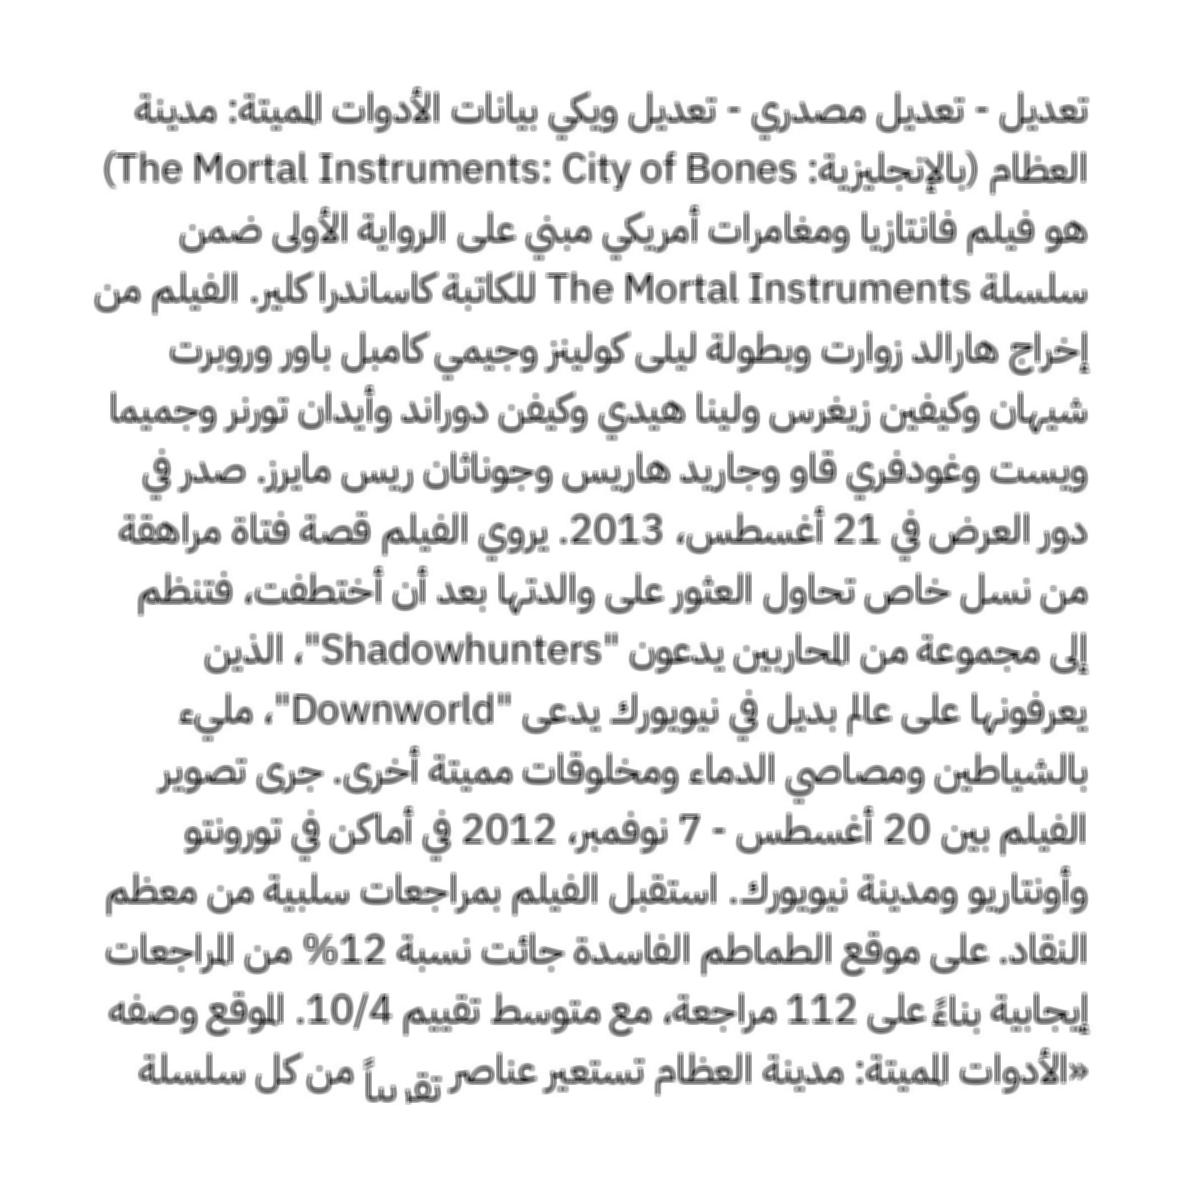 تعديل - تعديل مصدري - تعديل ويكي بيانات الأدوات المميتة: مدينة
العظام (بالإنجليزية: The Mortal Instruments: City of Bones)
هو فيلم فانتازيا ومغامرات أمريكي مبني على الرواية الأولى ضمن
سلسلة The Mortal Instruments للكاتبة كاساندرا كلير. الفيلم من
إخراج هارالد زوارت وبطولة ليلى كولينز وجيمي كامبل باور وروبرت
شيهان وكيفين زيغرس ولينا هيدي وكيفن دوراند وأيدان تورنر وجميما
ويست وغودفري قاو وجاريد هاريس وجوناثان ريس مايرز. صدر في
دور العرض في 21 أغسطس، 2013. يروي الفيلم قصة فتاة مراهقة
من نسل خاص تحاول العثور على والدتها بعد أن أختطفت، فتنظم
إلى مجموعة من المحاربين يدعون "Shadowhunters"، الذين
يعرفونها على عالم بديل في نيويورك يدعى "Downworld"، مليء
بالشياطين ومصاصي الدماء ومخلوقات مميتة أخرى. جرى تصوير
الفيلم بين 20 أغسطس - 7 نوفمبر، 2012 في أماكن في تورونتو
وأونتاريو ومدينة نيويورك. استقبل الفيلم بمراجعات سلبية من معظم
النقاد. على موقع الطماطم الفاسدة جائت نسبة 12% من المراجعات
إيجابية بناءً على 112 مراجعة، مع متوسط تقييم 10/4. الموقع وصفه
«الأدوات المميتة: مدينة العظام تستعير عناصر تقريباً من كل سلسلة